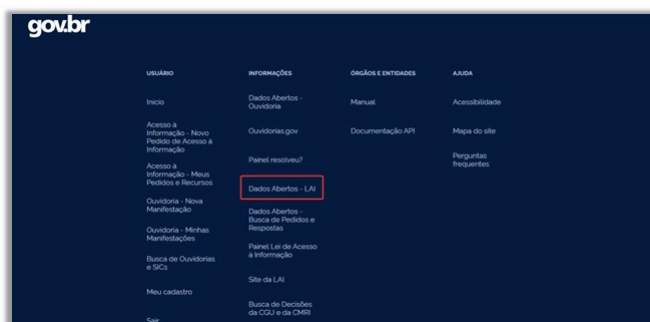 gov.br
USUÁRIO
Inicio
Acesso à
Informação - Novo
Pedido de Acesso à
Informação
Acesso à
Informação - Meus
Pedidos e Recursos
Ouvidoria - Nova
Manifestação
Ouvidoria - Minhas
Manifestações
Busca de Ouvidorias
e SICs
Meu cadastro
Sair
INFORMAÇÕES
Dados Abertos -
Ouvidoria
Ouvidorias.gov
Painel resolveu?
Dados Abertos - LAI
Dados Abertos -
Busca de Pedidos e
Respostas
Painel Lei de Acesso
à Informação
Site da LAI
Busca de Decisões
da CGU e da CMRI
ÓRGÃOS E ENTIDADES
Manual
Documentação API
AJUDA
Acessibilidade
Mapa do site
Perguntas
frequentes